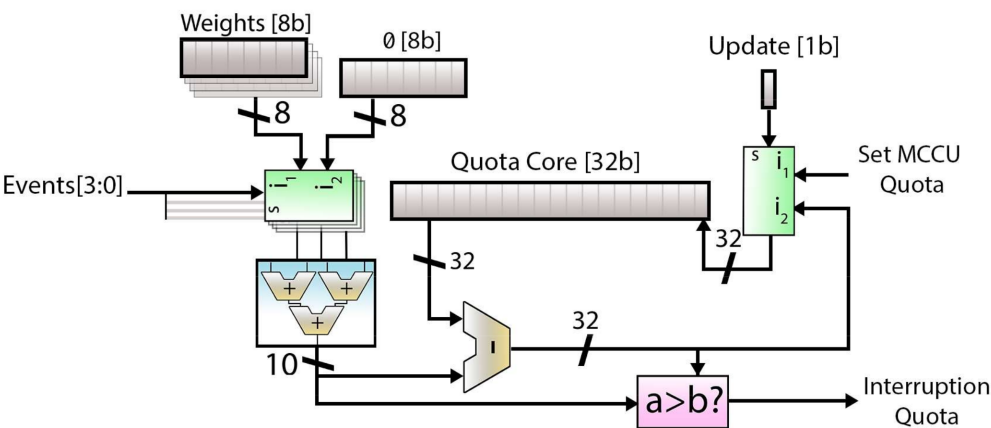 Weights [8b]
0 [8b]
Update [1b]
8
8
Events[3:0]
s
i1
i2
Quota Core [32b]
s
i1
i2
Set MCCU
Quota
32
32
+
+
+
10
-
32
a>b?
Interruption
Quota